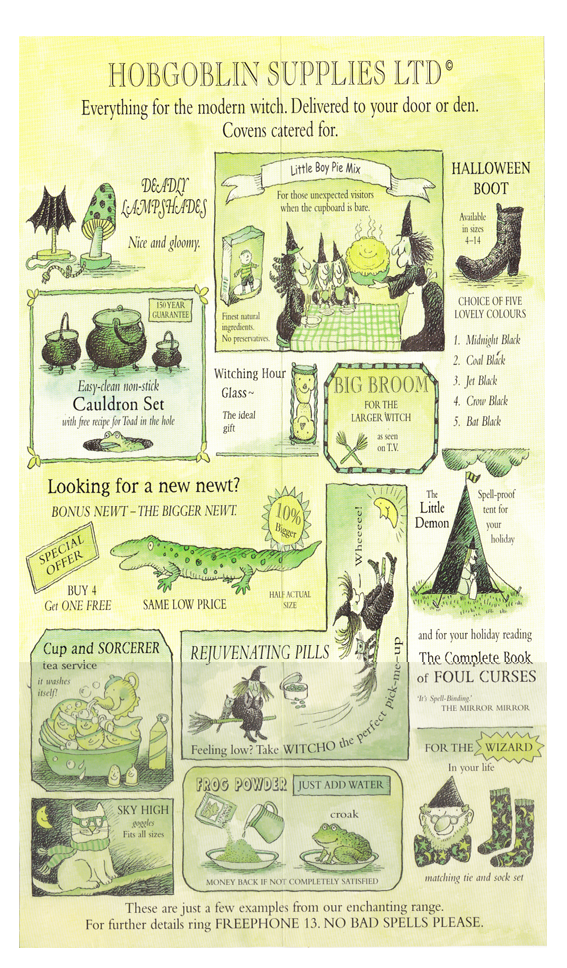 HOBGOBLIN SUPPLIES LTD©
Everything for the modern witch. Delivered to your door or den.
Covens catered for.
DEADLY
LAMPSHADES
Nice and gloomy.
Little Boy Pie Mix
For those unexpected visitors
when the cupboard is bare.
Finest natural
ingredients.
No preservatives.
HALLOWEEN
BOOT
Available
in sizes
4–14
CHOICE OF FIVE
LOVELY COLOURS
1. Midnight Black
2. Coal Black
3. Jet Black
4. Crow Black
5. Bat Black
150 YEAR
GUARANTEE
Easy-clean non-stick
Cauldron Set
with free recipe for Toad in the hole
Witching Hour
Glass~
The ideal
gift
BIG BROOM
FOR THE
LARGER WITCH
as seen
on T.V.
Looking for a new newt?
BONUS NEWT – THE BIGGER NEWT.
10%
Bigger
SPECIAL
OFFER
BUY 4
Get ONE FREE
SAME LOW PRICE
HALF ACTUAL
SIZE
The
Little
Demon
Spell-proof
tent for
your
holiday
and for your holiday reading
The Complete Book
of FOUL CURSES
'It's Spell-Binding.'
THE MIRROR MIRROR
Cup and SORCERER
tea service
it washes
itself!
REJUVENATING PILLS
Wheeeee!
Feeling low? Take WITCHO the perfect pick-me-up
FOR THE WIZARD
In your life
matching tie and sock set
SKY HIGH
goggles
Fits all sizes
FROG POWDER
JUST ADD WATER
croak
MONEY BACK IF NOT COMPLETELY SATISFIED
These are just a few examples from our enchanting range.
For further details ring FREEPHONE 13. NO BAD SPELLS PLEASE.